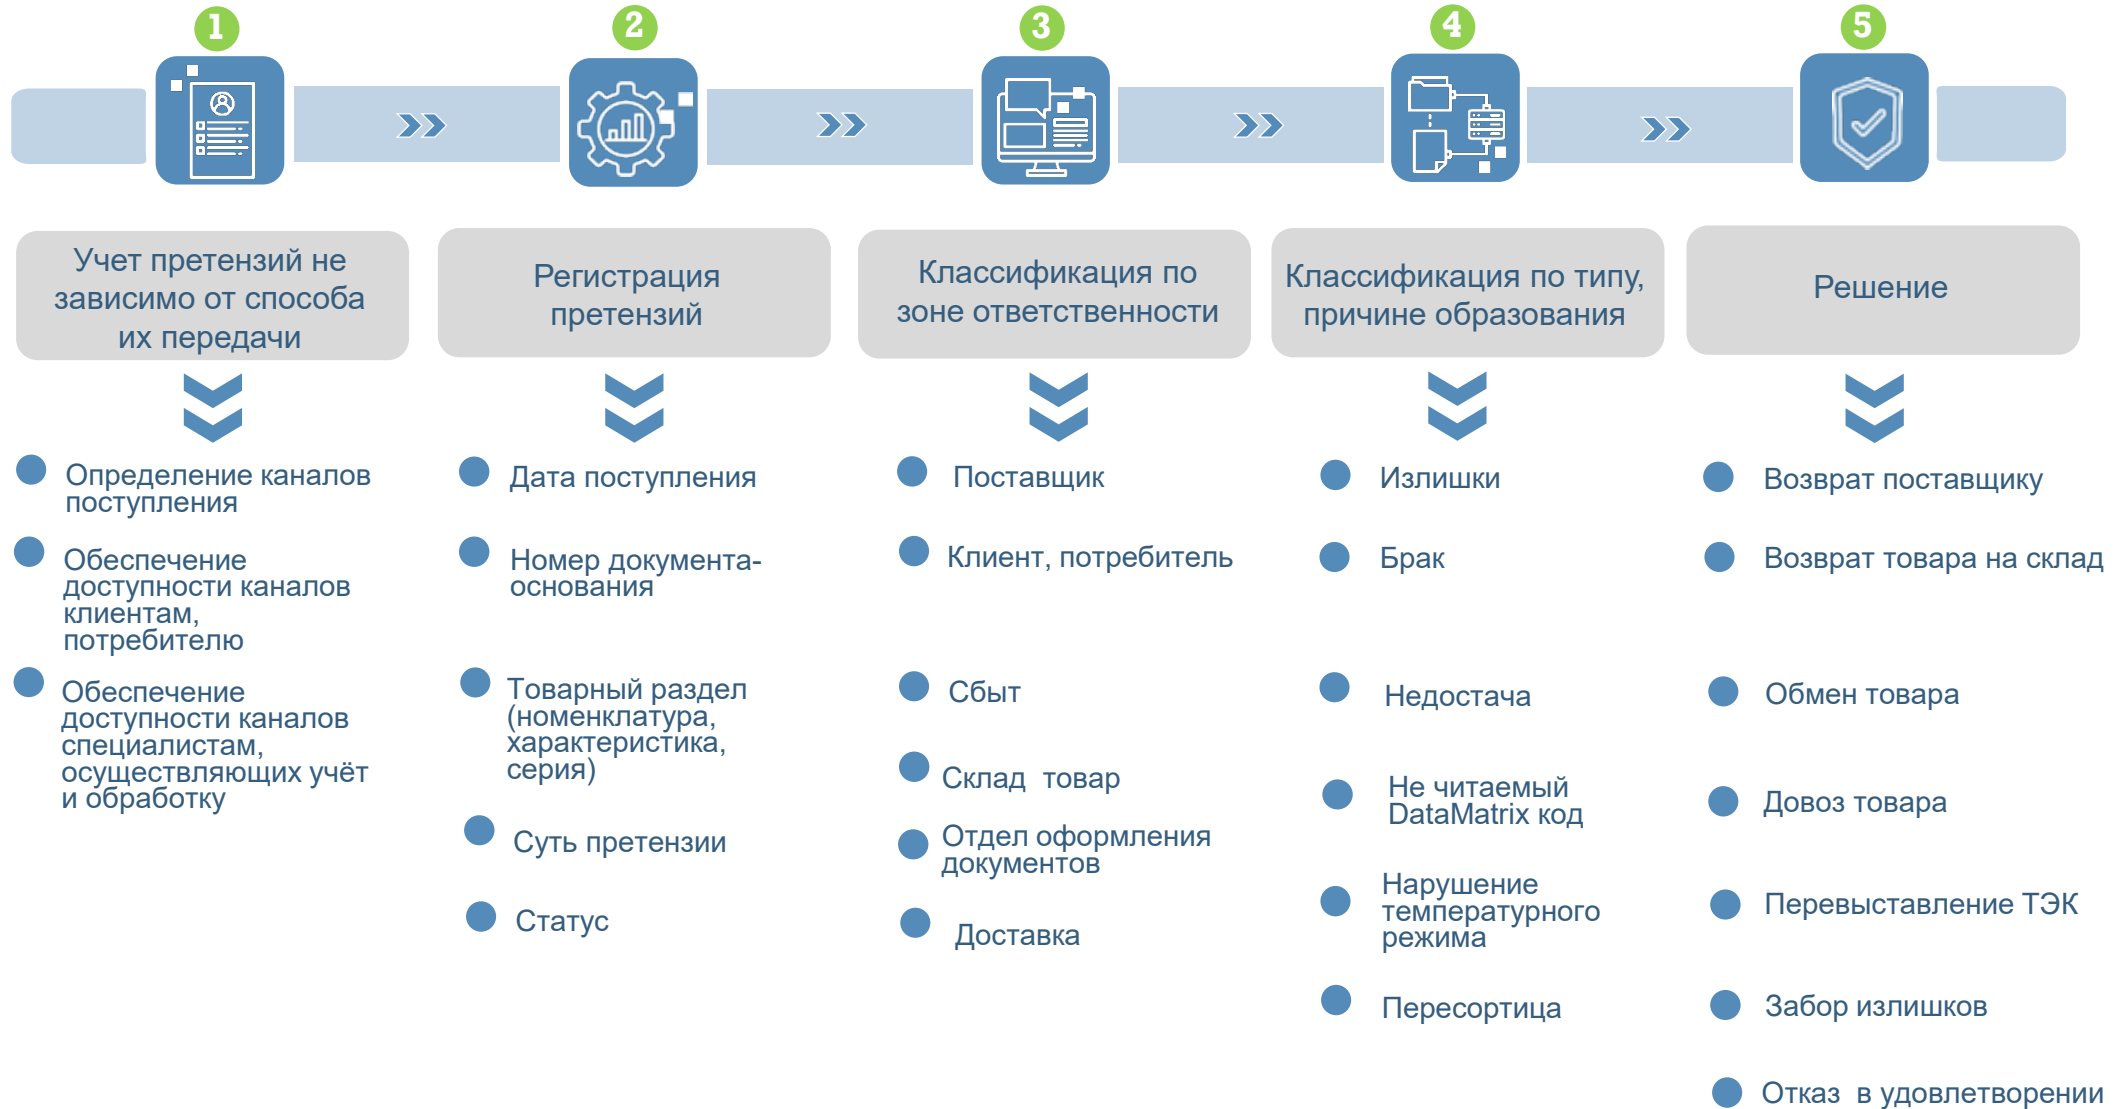 1
2
3
4
5
Учет претензий не
зависимо от способа
их передачи
Регистрация
претензий
Классификация по
зоне ответственности
Классификация по типу,
причине образования
Решение
Определение каналов
поступления
Обеспечение
доступности каналов
клиентам,
потребителю
Обеспечение
доступности каналов
специалистам,
осуществляющих учёт
и обработку
Дата поступления
Номер документа-
основания
Товарный раздел
(номенклатура,
характеристика,
серия)
Суть претензии
Статус
Поставщик
Клиент, потребитель
Сбыт
Склад  товар
Отдел оформления
документов
Доставка
Излишки
Брак
Недостача
Не читаемый
DataMatrix код
Нарушение
температурного
режима
Пересортица
Возврат поставщику
Возврат товара на склад
Обмен товара
Довоз товара
Перевыставление ТЭК
Забор излишков
Отказ  в удовлетворении